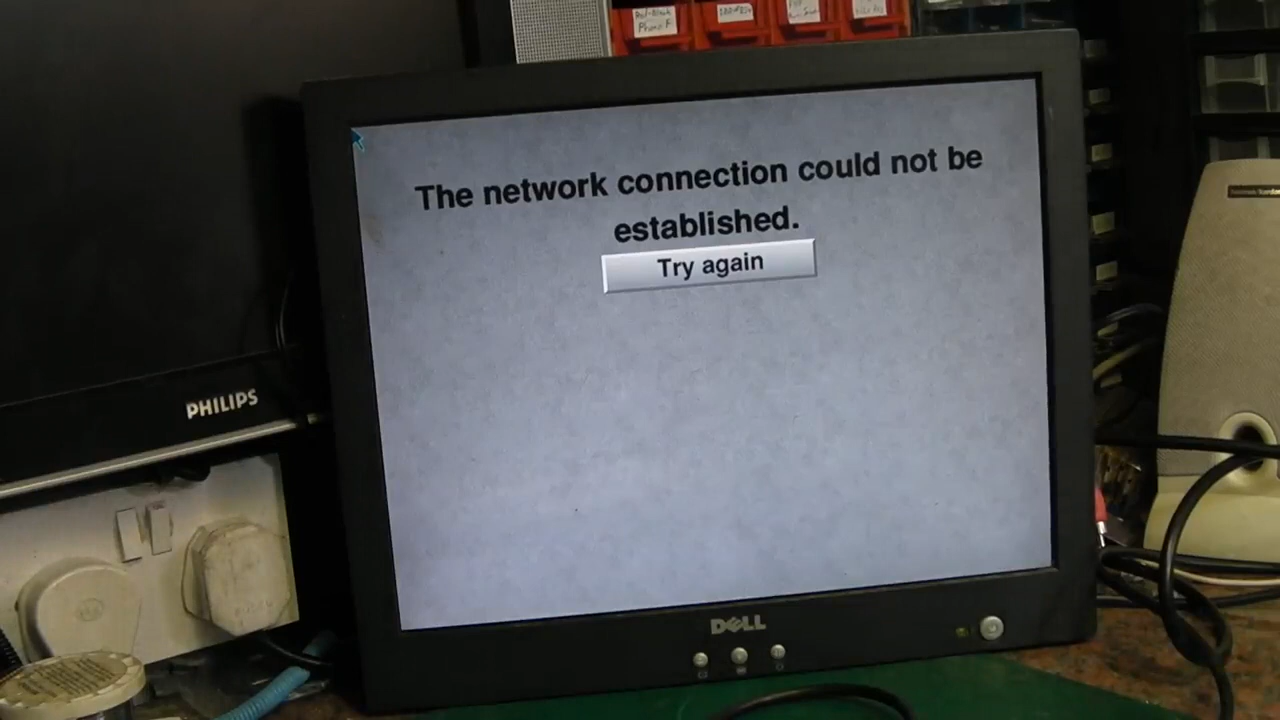 The network connection could not be
established.
Try again
PHILIPS
DELL